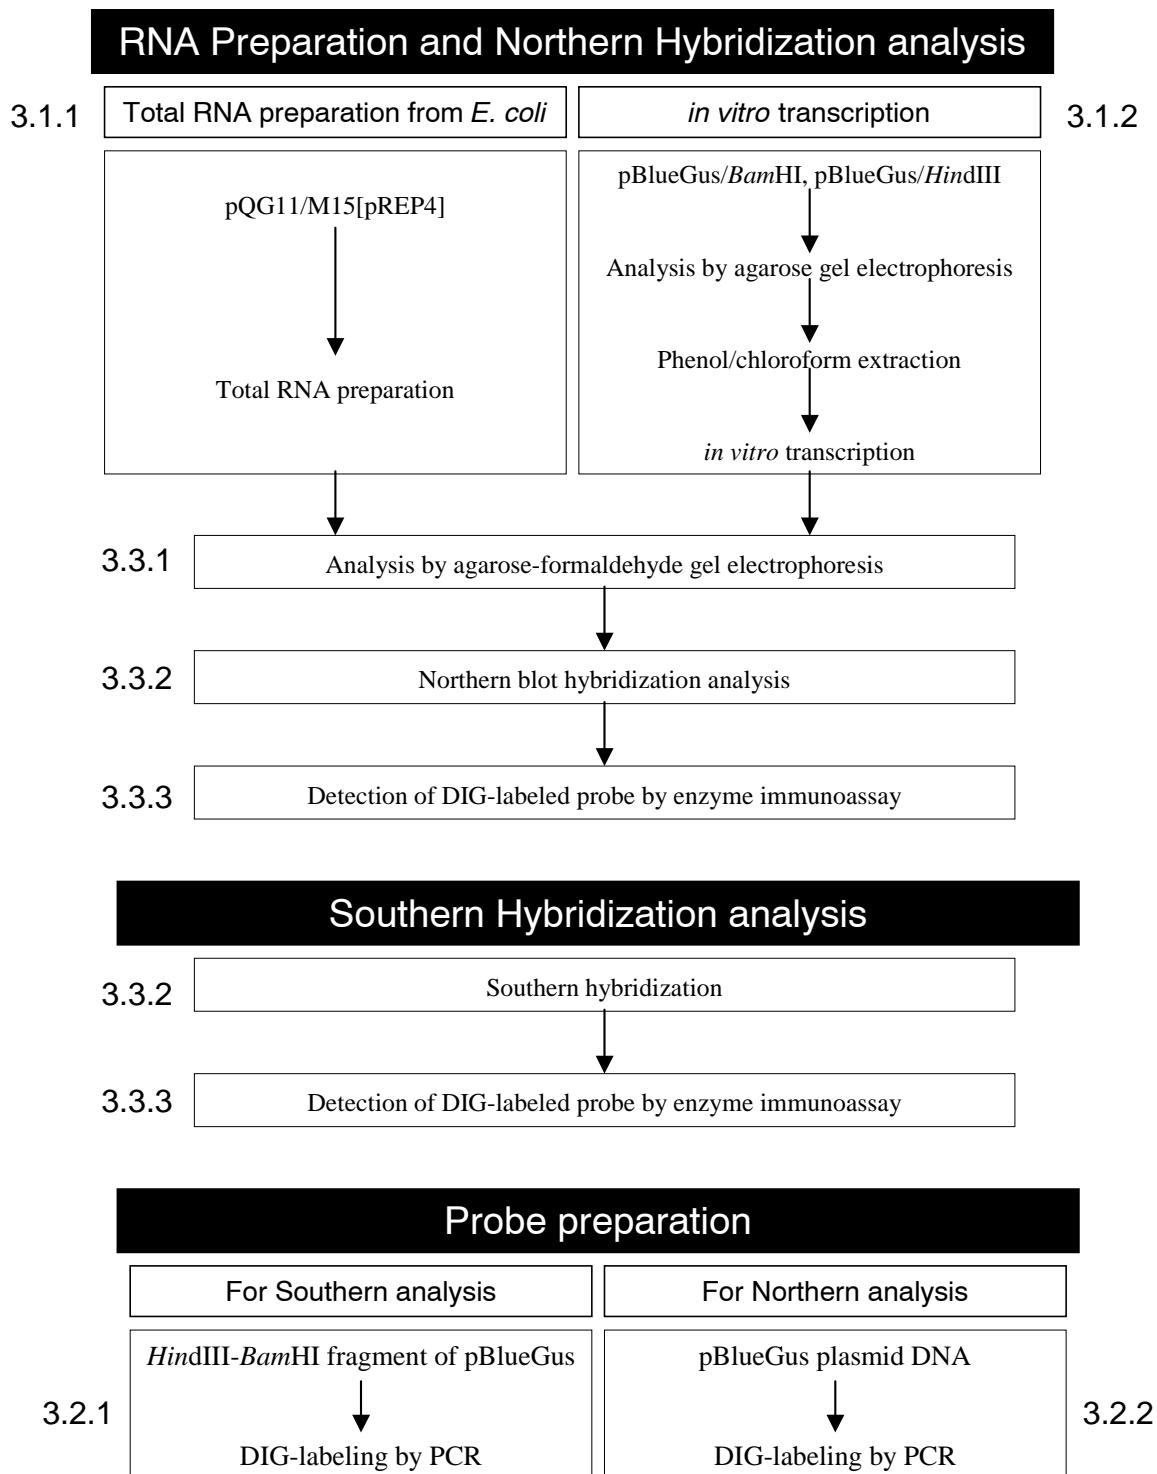 RNA Preparation and Northern Hybridization analysis
3.1.1
Total RNA preparation from E. coli
in vitro transcription
3.1.2
pQG11/M15[pREP4]
Total RNA preparation
pBlueGus/BamHI, pBlueGus/HindIII
Analysis by agarose gel electrophoresis
Phenol/chloroform extraction
in vitro transcription
3.3.1
Analysis by agarose-formaldehyde gel electrophoresis
3.3.2
Northern blot hybridization analysis
3.3.3
Detection of DIG-labeled probe by enzyme immunoassay
Southern Hybridization analysis
3.3.2
Southern hybridization
3.3.3
Detection of DIG-labeled probe by enzyme immunoassay
Probe preparation
For Southern analysis
For Northern analysis
3.2.1
HindIII-BamHI fragment of pBlueGus
DIG-labeling by PCR
pBlueGus plasmid DNA
DIG-labeling by PCR
3.2.2